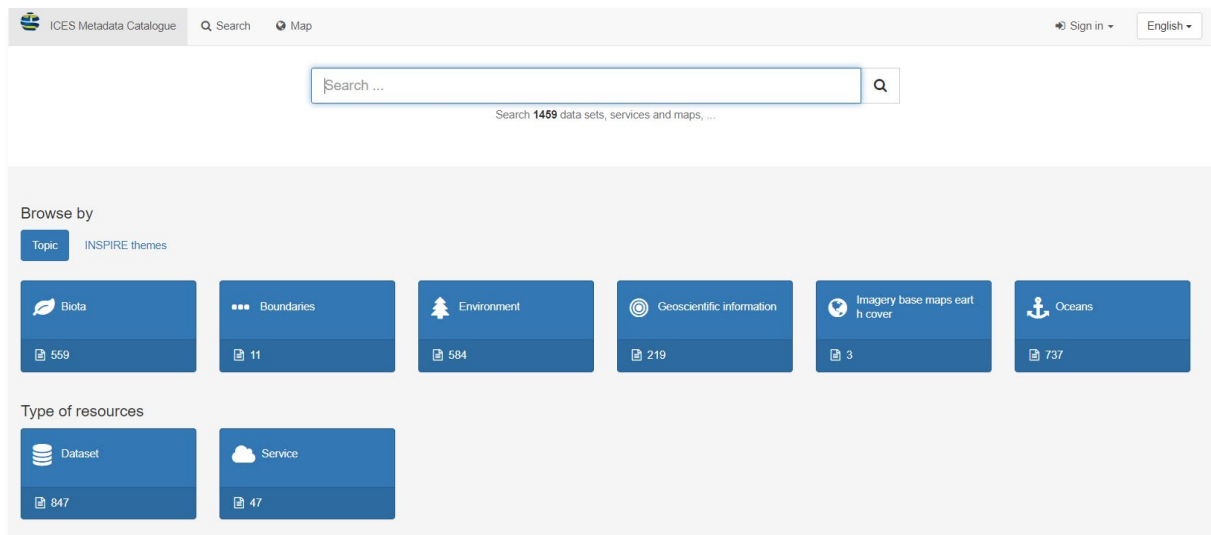 ICES Metadata Catalogue Search Map Sign in English
Search ...
Search 1459 data sets, services and maps, ...
Browse by
Topic INSPIRE themes
Biota Boundaries Environment Geoscientific information Imagery base maps eart
h cover Oceans
559 11 584 219 3 737
Type of resources
Dataset Service
847 47